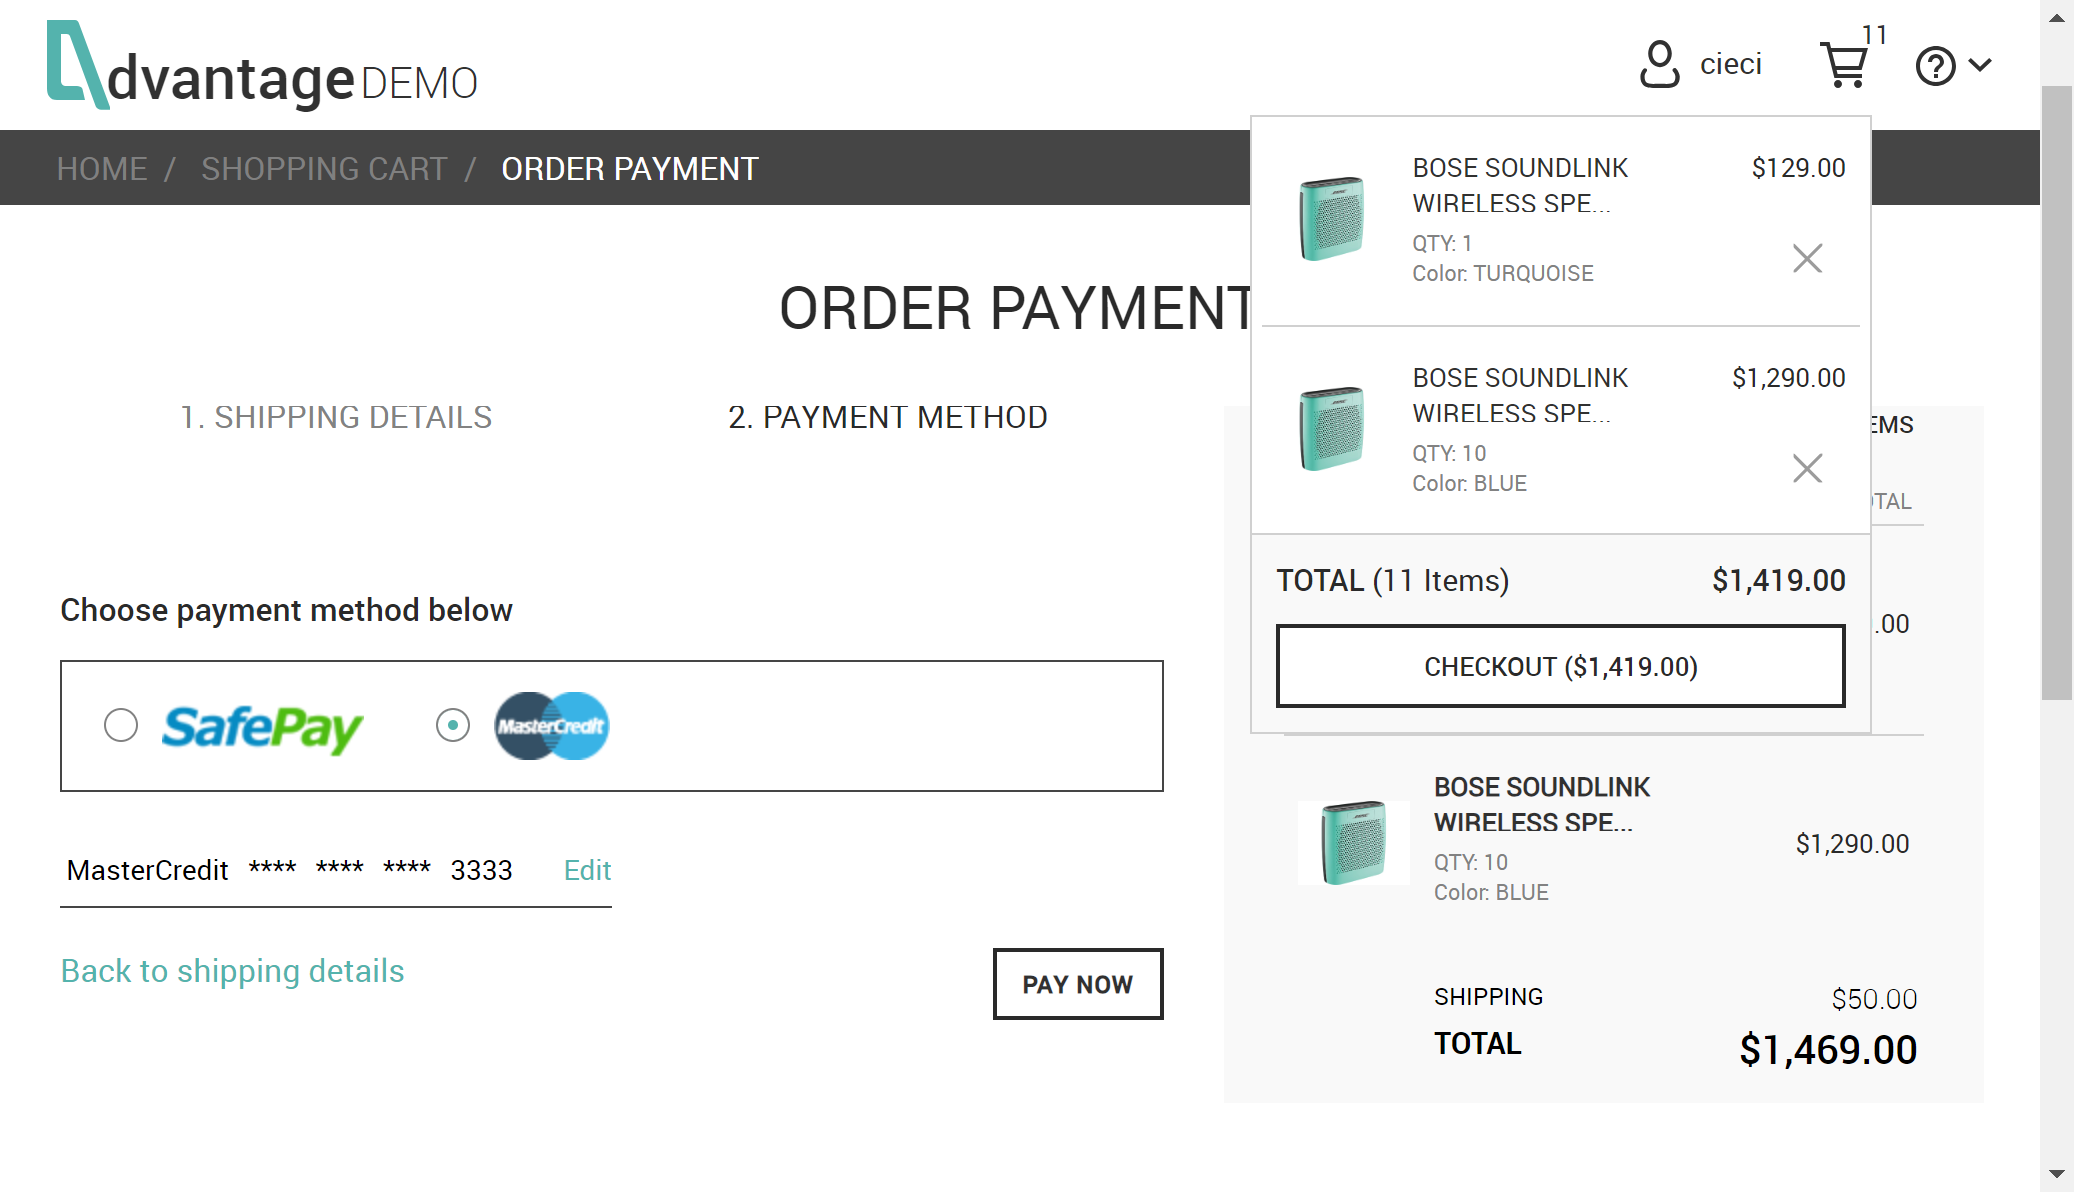 dvantage DEMO
cieci
11
HOME / SHOPPING CART / ORDER PAYMENT
BOSE SOUNDLINK
WIRELESS SPE...
$129.00
QTY: 1
Color: TURQUOISE
ORDER PAYMENT
BOSE SOUNDLINK
WIRELESS SPE...
$1,290.00
QTY: 10
Color: BLUE
1. SHIPPING DETAILS
2. PAYMENT METHOD
EMS
TAL
TOTAL (11 Items) $1,419.00
.00
CHECKOUT ($1,419.00)
Choose payment method below
SafePay
MasterCredit
MasterCredit **** **** **** 3333 Edit
Back to shipping details
PAY NOW
BOSE SOUNDLINK
WIRELESS SPE...
QTY: 10
Color: BLUE
$1,290.00
SHIPPING $50.00
TOTAL $1,469.00